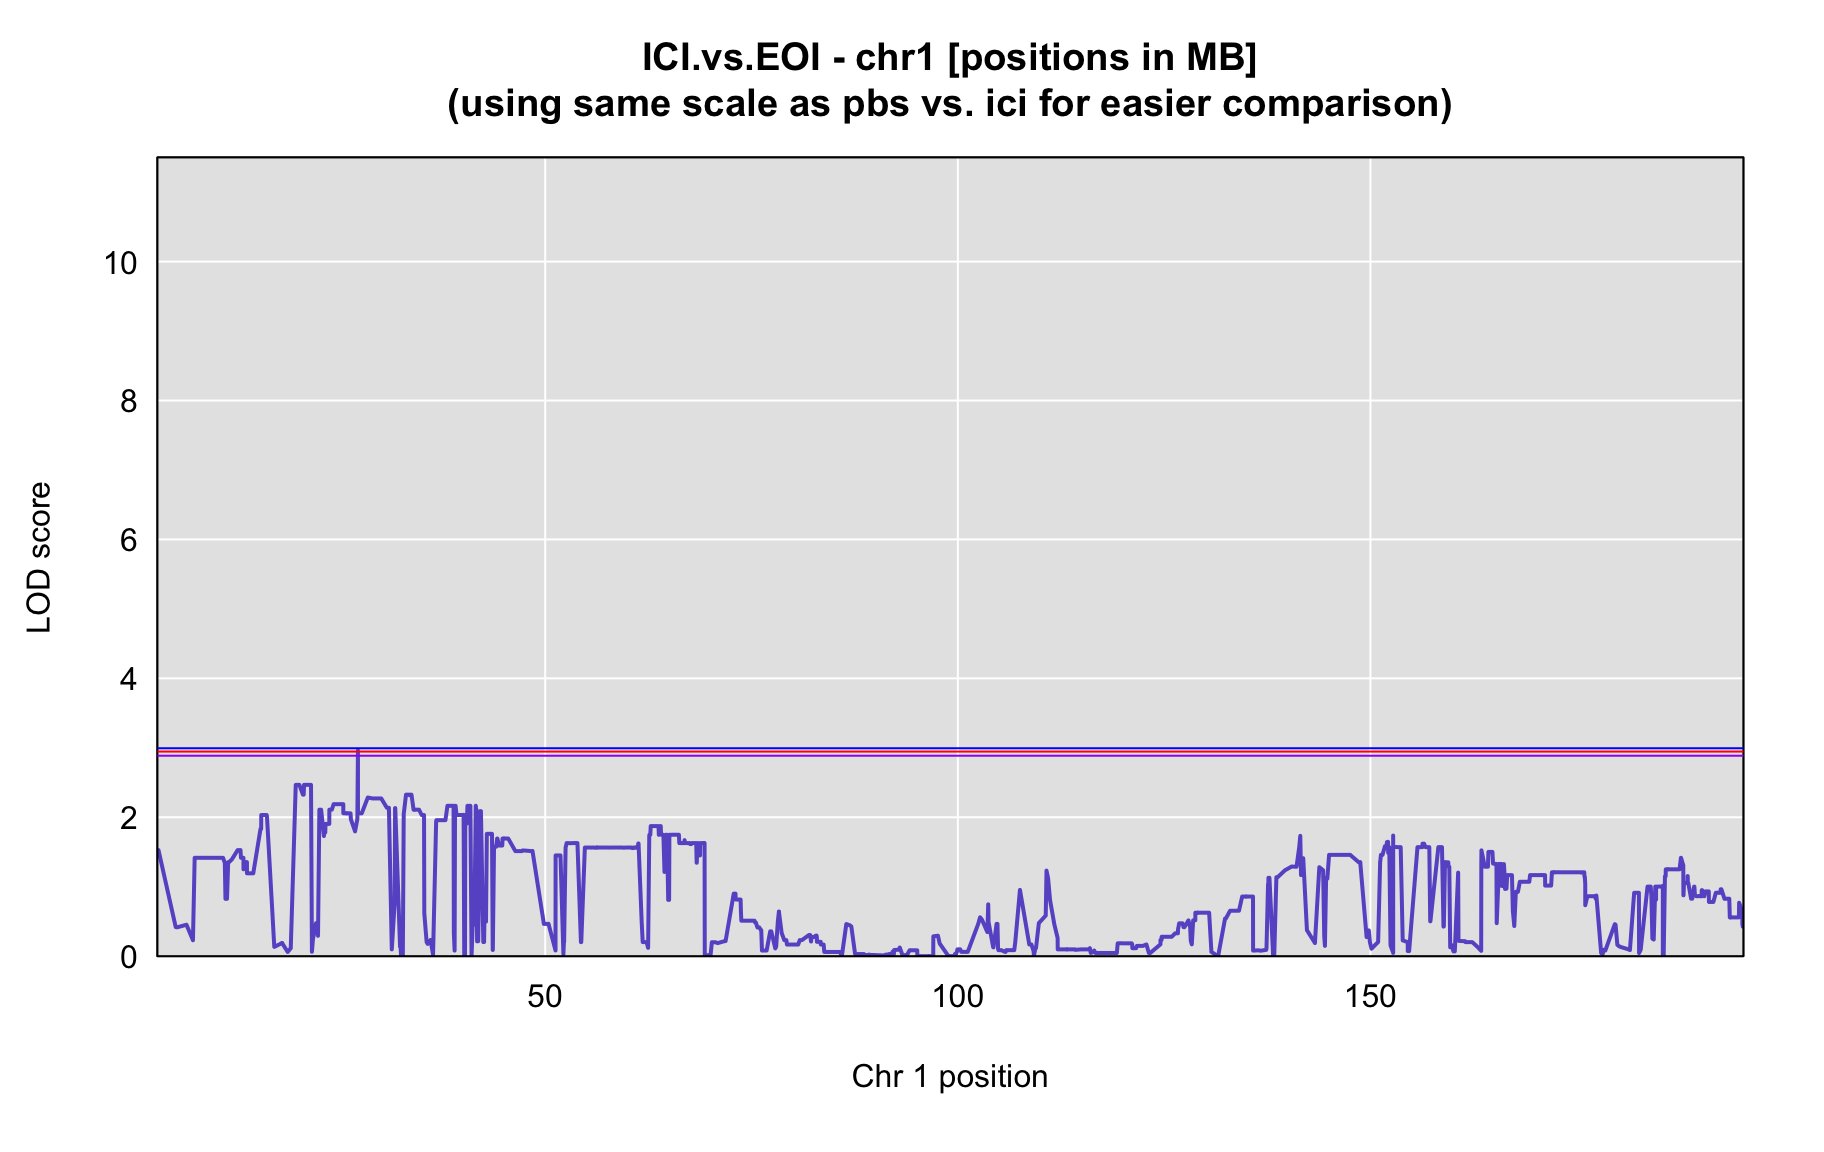 ICI.vs.EOI - chr1 [positions in MB]
(using same scale as pbs vs. ici for easier comparison)
LOD score
10
8
6
4
2
0
50
100
150
Chr 1 position